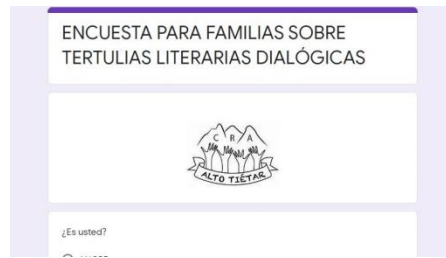 ENCUESTA PARA FAMILIAS SOBRE
TERTULIAS LITERARIAS DIALÓGICAS
C R A
ALTO TIÉTAR
¿Es usted?